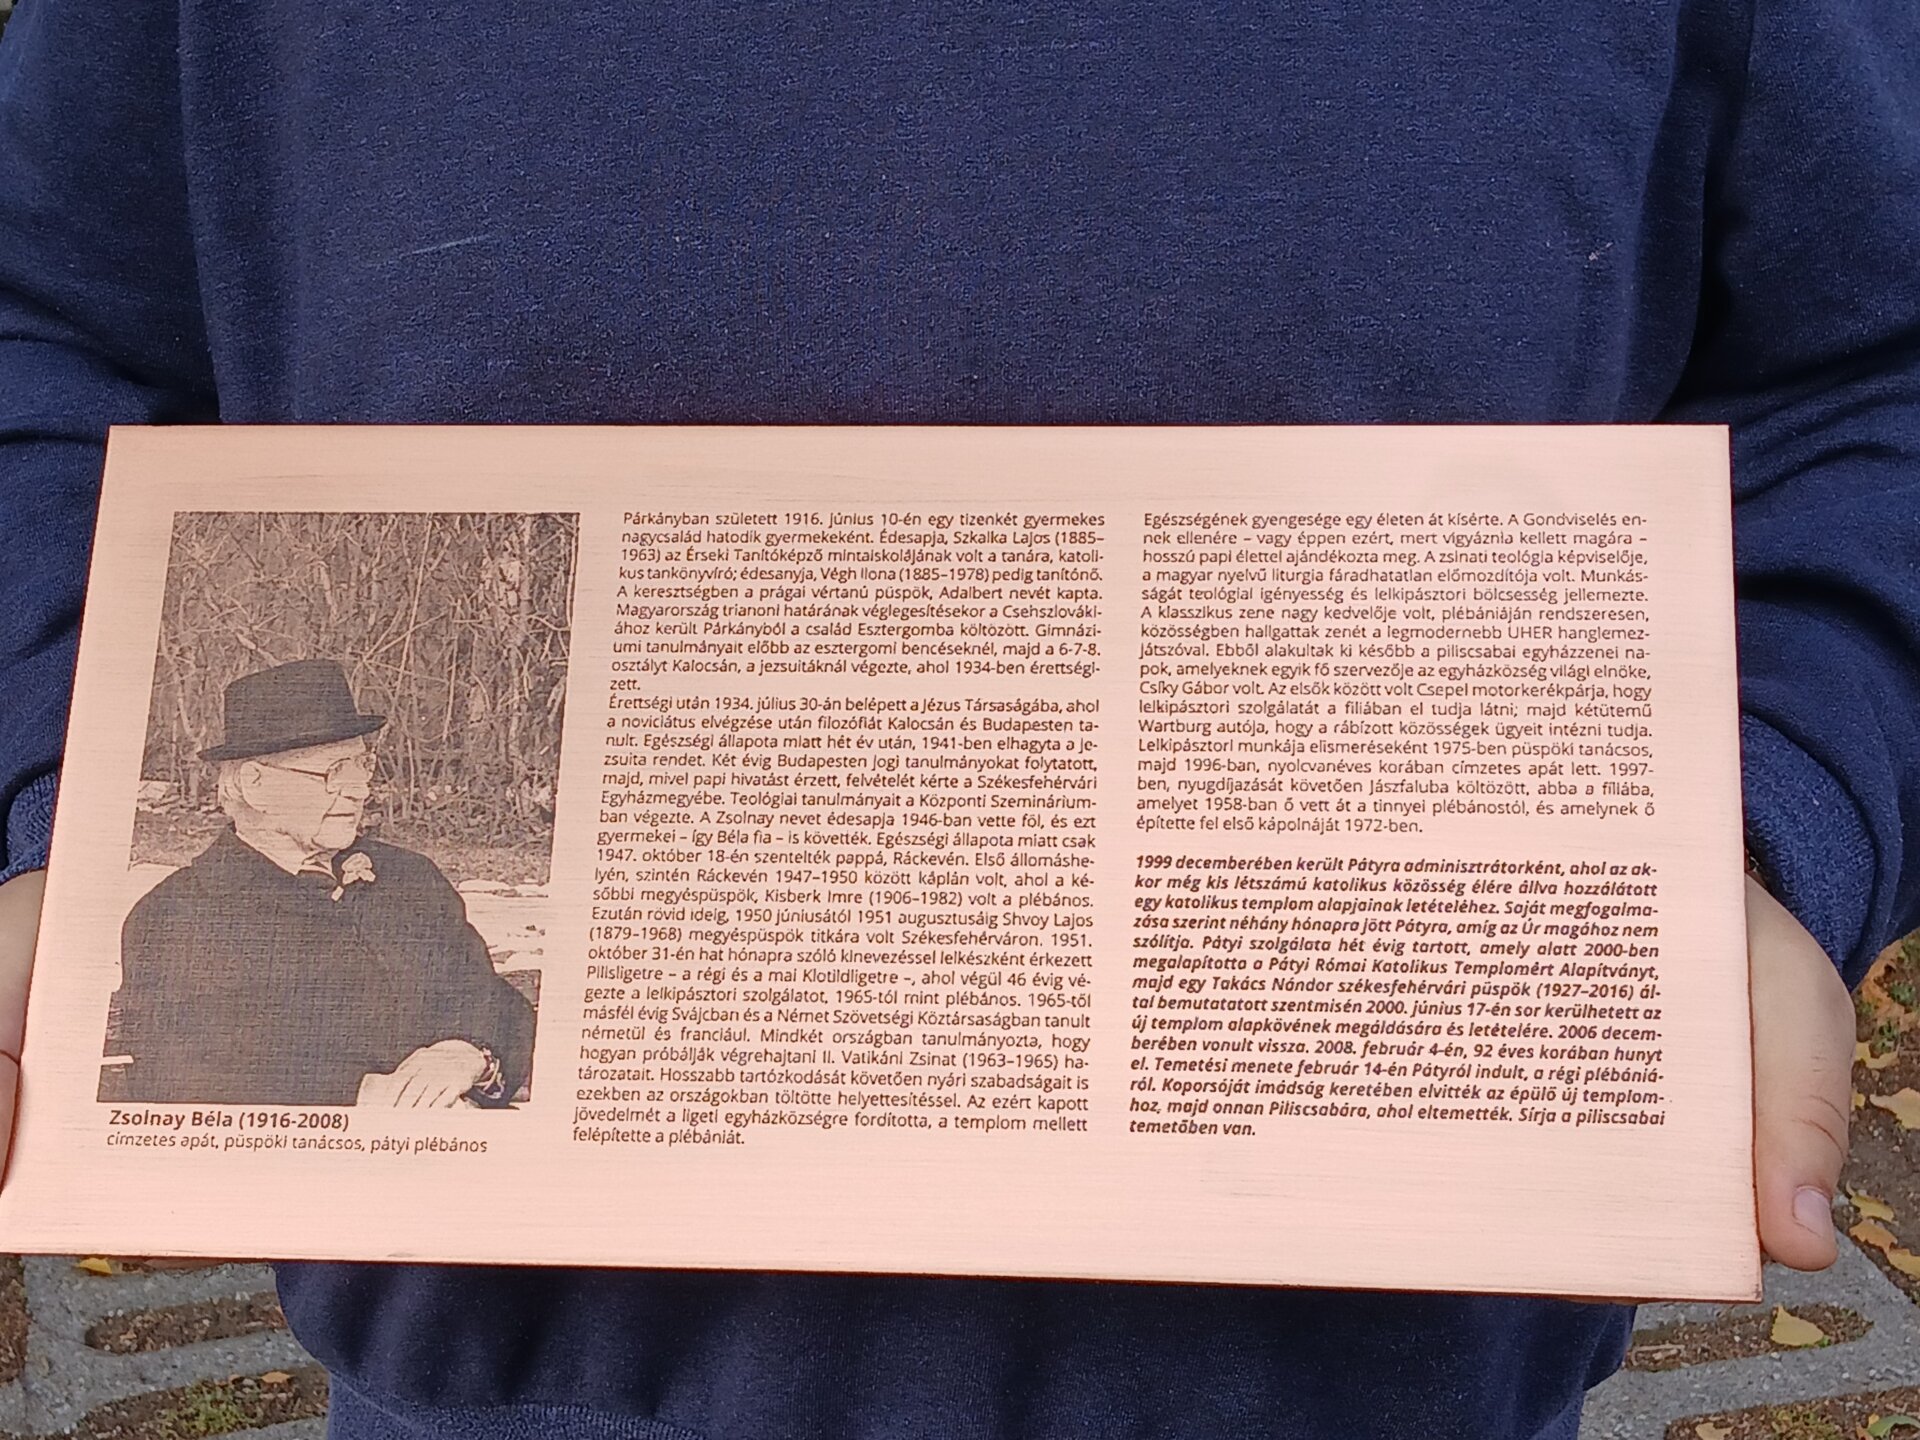 Párkányban született 1916. június 10-én egy tizenkét gyermekes
nagycsalád hatodik gyermekeként. Édesapja, Szkalka Lajos (1885–
1963) az Érseki Tanítóképző mintaiskolájának volt a tanára, katoli-
kus tankönyvíró; édesanyja, Végh Ilona (1885–1978) pedig tanítónő.
A keresztségben a prágai vértanú püspök, Adalbert nevét kapta.
Magyarország trianoni határának véglegesítésekor a Csehszlováki-
ához került Párkányból a család Esztergomba költözött. Gimnázi-
umi tanulmányait előbb az esztergomi bencéseknél, majd a 6-7-8.
osztályt Kalocsán, a jezsuitáknál végezte, ahol 1934-ben érettségi-
zett.
Érettségi után 1934. július 30-án belépett a Jézus Társaságába, ahol
a noviciátus elvégzése után filozófiát Kalocsán és Budapesten ta-
nult. Egészségi állapota miatt hét év után, 1941-ben elhagyta a je-
zsuita rendet. Két évig Budapesten jogi tanulmányokat folytatott,
majd, mivel papi hivatást érzett, felvételét kérte a Székesfehérvári
Egyházmegyébe. Teológiai tanulmányait a Központi Szeminárium-
ban végezte. A Zsolnay nevet édesapja 1946-ban vette föl, és ezt
gyermekei – így Béla fia – is követték. Egészségi állapota miatt csak
1947. október 18-én szentelték pappá, Ráckevén. Első állomáshe-
lyén, szintén Ráckevén 1947–1950 között káplán volt, ahol a ké-
sőbbi megyéspüspök, Kisberk Imre (1906–1982) volt a plébános.
Ezután rövid ideig, 1950 júniusától 1951 augusztusáig Shvoy Lajos
(1879–1968) megyéspüspök titkára volt Székesfehérváron. 1951.
október 31-én hat hónapra szóló kinevezéssel lelkészként érkezett
Pilisligetre – a régi és a mai Klotildligetre –, ahol végül 46 évig vé-
gezte a lelkipásztori szolgálatot, 1965-tól mint plébános. 1965-től
másfél évig Svájcban és a Német Szövetségi Köztársaságban tanult
németül és franciául. Mindkét országban tanulmányozta, hogy
hogyan próbálják végrehajtani II. Vatikáni Zsinat (1963–1965) ha-
tározatait. Hosszabb tartózkodását követően nyári szabadságait is
ezekben az országokban töltötte helyettesítéssel. Az ezért kapott
jövedelmét a ligeti egyházközségre fordította, a templom mellett
felépítette a plébániát.
Egészségének gyengesége egy életen át kísérte. A Gondviselés en-
nek ellenére – vagy éppen ezért, mert vigyáznia kellett magára –
hosszú papi élettel ajándékozta meg. A zsinati teológia képviselője,
a magyar nyelvű liturgia fáradhatatlan előmozdítója volt. Munkás-
ságát teológiai igényesség és lelkipásztori bölcsesség jellemezte.
A klasszikus zene nagy kedvelője volt, plébániáján rendszeresen,
közösségben hallgattak zenét a legmodernebb UHER hanglemez-
játszóval. Ebből alakultak ki később a piliscsabai egyházzenei na-
pok, amelyeknek egyik fő szervezője az egyházközség világi elnöke,
Csíky Gábor volt. Az elsők között volt Csepel motorkerékpárja, hogy
lelkipásztori szolgálatát a filiában el tudja látni; majd kétütemű
Wartburg autója, hogy a rábízott közösségek ügyeit intézni tudja.
Lelkipásztori munkája elismeréseként 1975-ben püspöki tanácsos,
majd 1996-ban, nyolcvanéves korában címzetes apát lett. 1997-
ben, nyugdíjazását követően Jászfaluba költözött, abba a filiába,
amelyet 1958-ban ő vett át a tinnyei plébánostól, és amelynek ő
építette fel első kápolnáját 1972-ben.
1999 decemberében került Pátyra adminisztrátorként, ahol az ak-
kor még kis létszámú katolikus közösség élére állva hozzálátott
egy katolikus templom alapjainak letételéhez. Saját megfogalma-
zása szerint néhány hónapra jött Pátyra, amíg az Úr magához nem
szólítja. Pátyi szolgálata hét évig tartott, amely alatt 2000-ben
megalapította a Pátyi Római Katolikus Templomért Alapítványt,
majd egy Takács Nándor székesfehérvári püspök (1927–2016) ál-
tal bemutatatott szentmisén 2000. június 17-én sor kerülhetett az
új templom alapkövének megáldására és letételére. 2006 decem-
berében vonult vissza. 2008. február 4-én, 92 éves korában hunyt
el. Temetési menete február 14-én Pátyról indult, a régi plébániá-
ról. Koporsóját imádság keretében elvitték az épülő új templom-
hoz, majd onnan Piliscsabára, ahol eltemették. Sírja a piliscsabai
temetőben van.
Zsolnay Béla (1916-2008)
címzetes apát, püspöki tanácsos, pátyi plébános